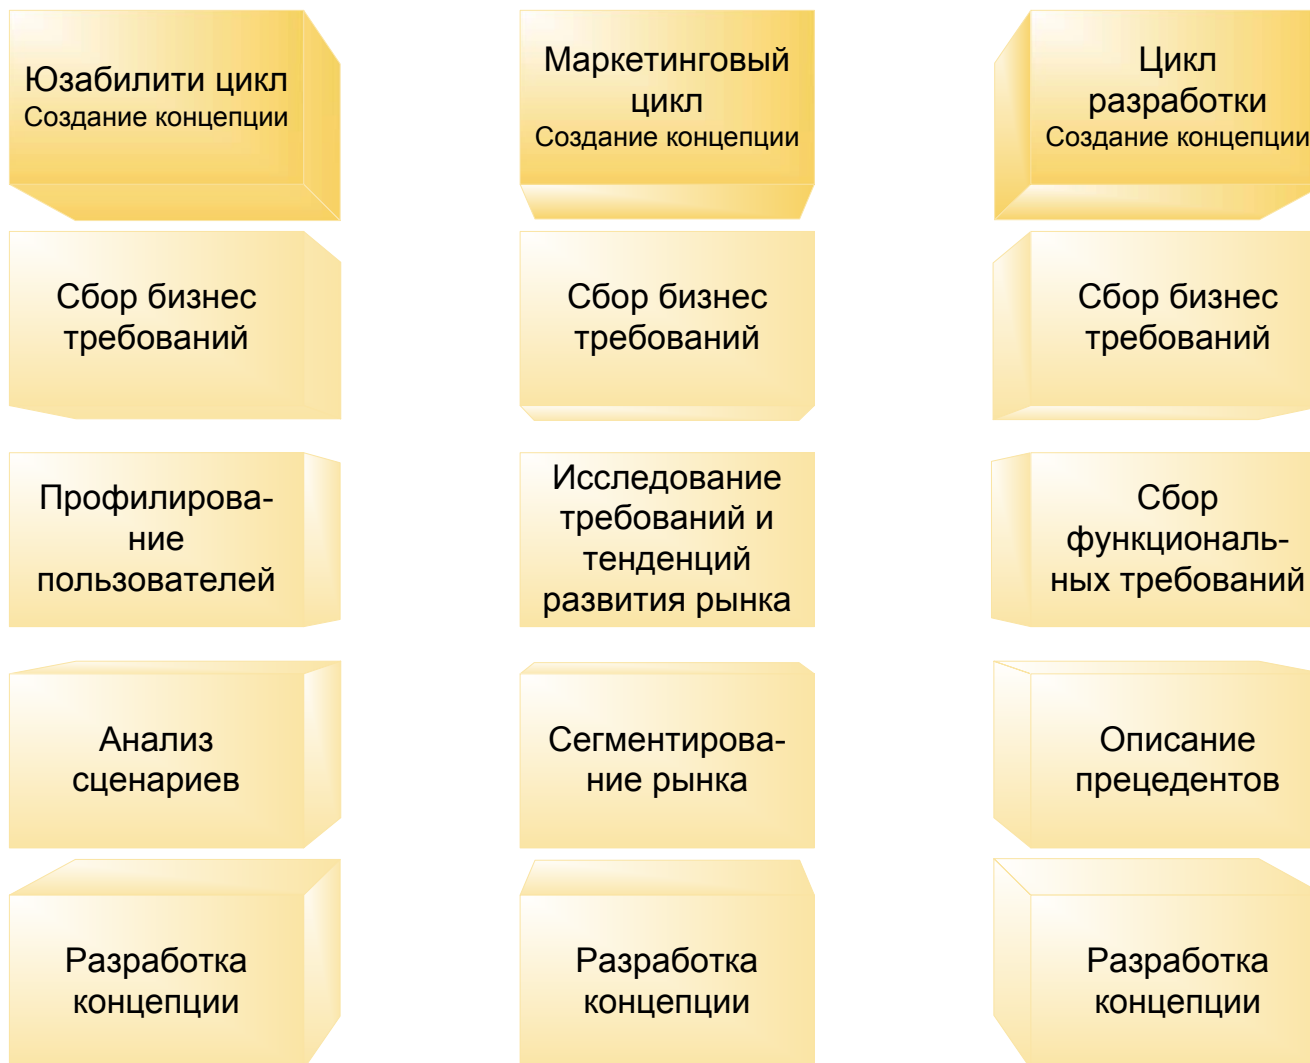 Юзабилити цикл
Создание концепции
Маркетинговый
цикл
Создание концепции
Цикл
разработки
Создание концепции
Сбор бизнес
требований
Сбор бизнес
требований
Сбор бизнес
требований
Профилирова-
ние
пользователей
Исследование
требований и
тенденций
развития рынка
Сбор
функциональ-
ных требований
Анализ
сценариев
Сегментирова-
ние рынка
Описание
прецедентов
Разработка
концепции
Разработка
концепции
Разработка
концепции